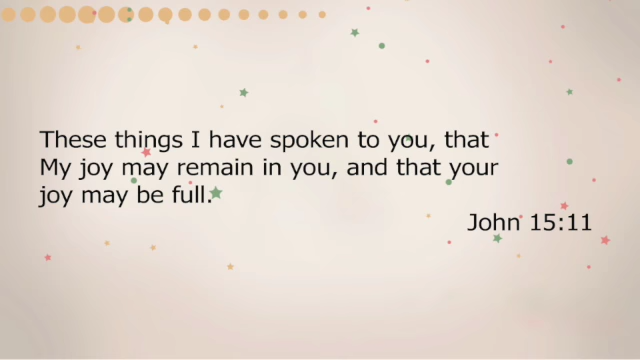 These things I have spoken to you, that
My joy may remain in you, and that your
joy may be full.
John 15:11